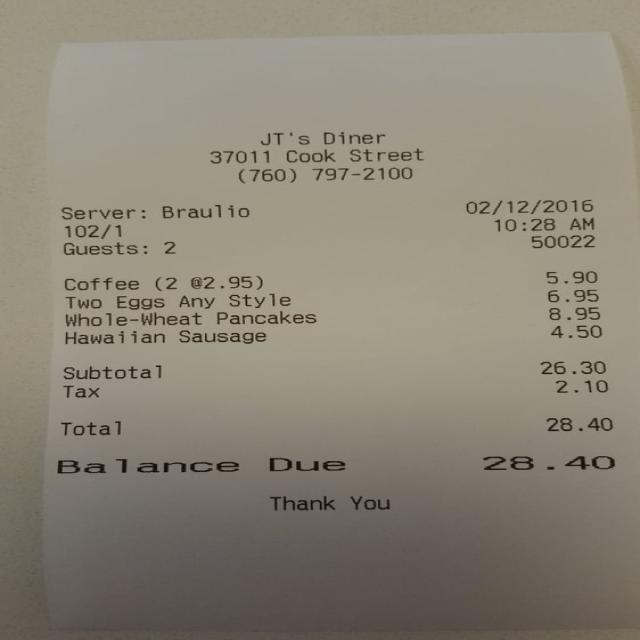 JT's Diner
37011 Cook Street
(760) 797-2100
Server: Braulio 02/12/2016
102/1 10:28 AM
Guests: 2 50022
Coffee (2 @2.95) 5.90
Two Eggs Any Style 6.95
Whole-Wheat Pancakes 8.95
Hawaiian Sausage 4.50
Subtotal 26.30
Tax 2.10
Total 28.40
Balance Due 28.40
Thank You